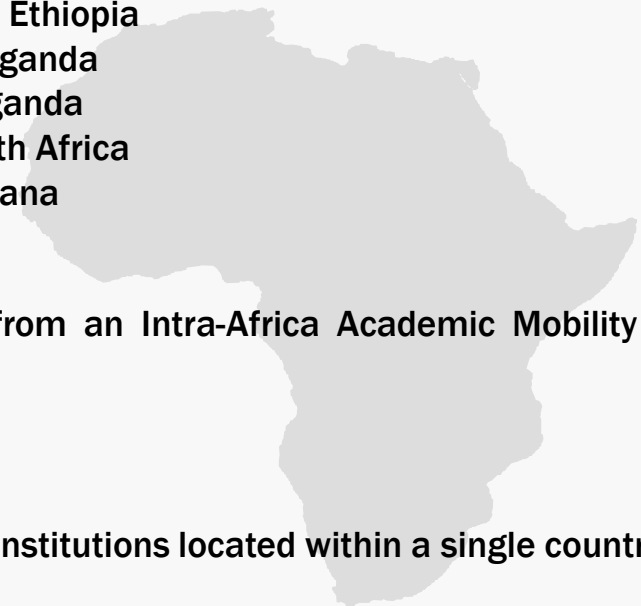 Ethiopia
ganda
ganda
th Africa
ana
from an Intra-Africa Academic Mobility
nstitutions located within a single countr